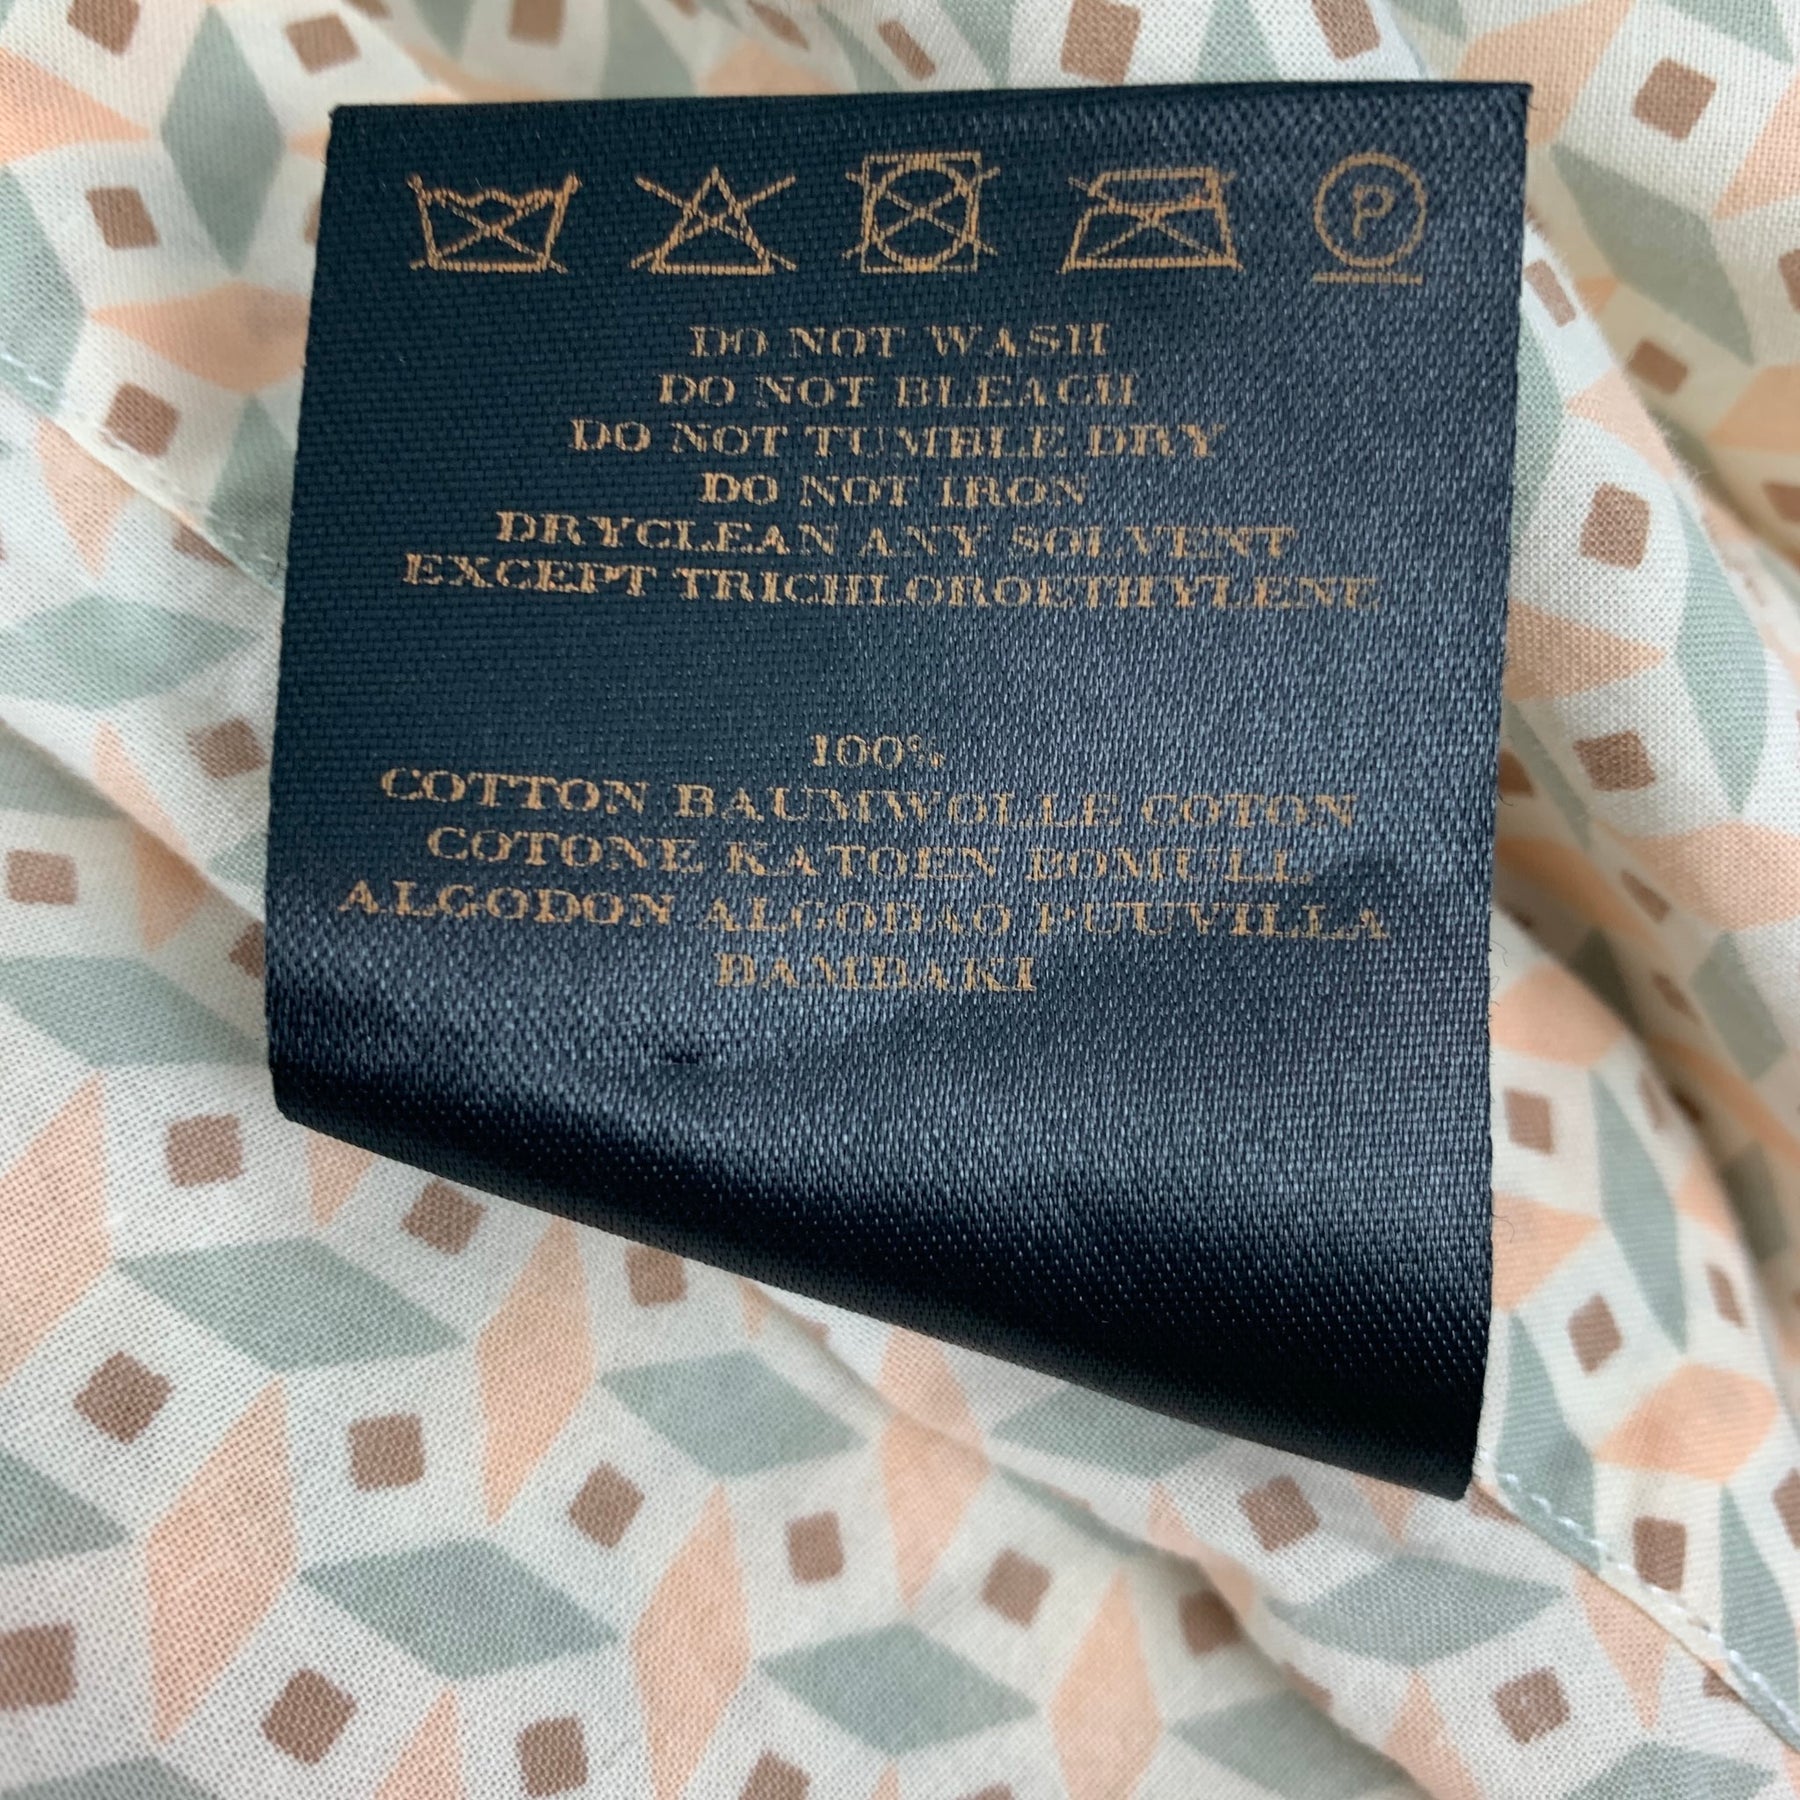 P
DO NOT WASH
DO NOT BLEACH
DO NOT TUMBLE DRY
DO NOT IRON
DRYCLEAN ANY SOLVENT
EXCEPT TRICHLOROETHYLENE
100%
COTTON BAUMWOLLE COTON
COTONE KATOEN BOMULL
ALGODON ALGODAO PUUVILLA
BAMBAKI